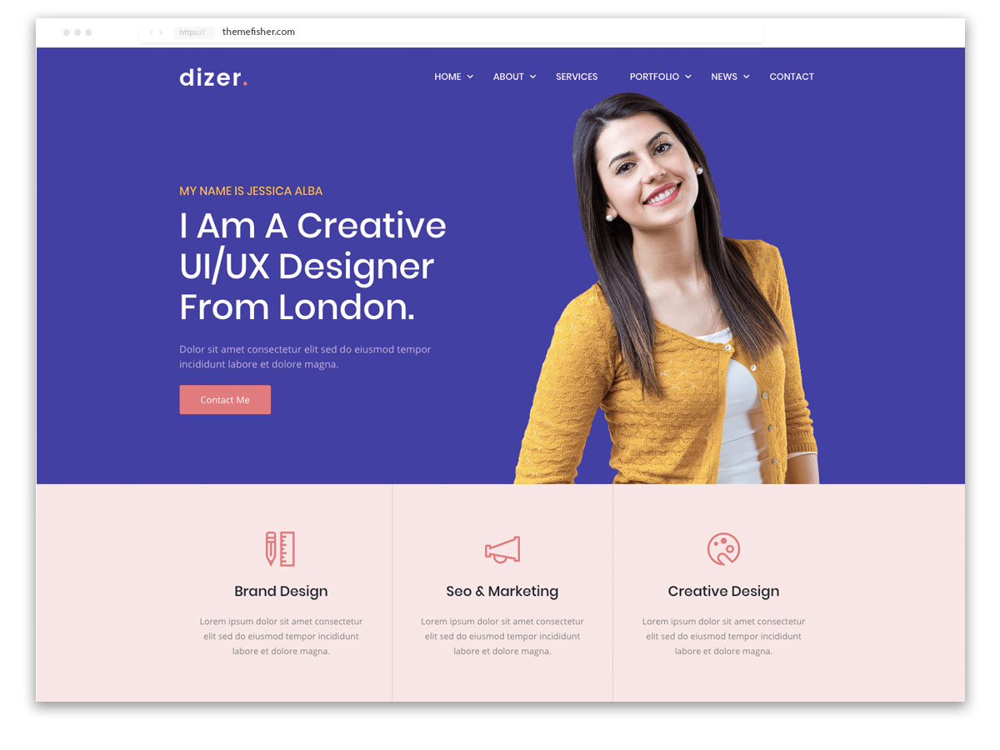 https:// themefisher.com
dizer.
HOME ABOUT SERVICES PORTFOLIO NEWS CONTACT
MY NAME IS JESSICA ALBA
I Am A Creative
UI/UX Designer
From London.
Dolor sit amet consectetur elit sed do eiusmod tempor
incididunt labore et dolore magna.
Contact Me
Brand Design
Lorem ipsum dolor sit amet consectetur
elit sed do eiusmod tempor incididunt
labore et dolore magna.
Seo & Marketing
Lorem ipsum dolor sit amet consectetur
elit sed do eiusmod tempor incididunt
labore et dolore magna.
Creative Design
Lorem ipsum dolor sit amet consectetur
elit sed do eiusmod tempor incididunt
labore et dolore magna.